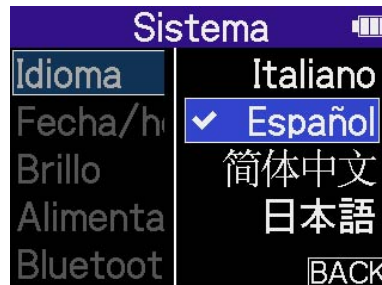 Sistema
Idioma
Fecha/h
Brillo
Alimenta
Bluetoot
Italiano
Español
简体中文
日本語
BACK